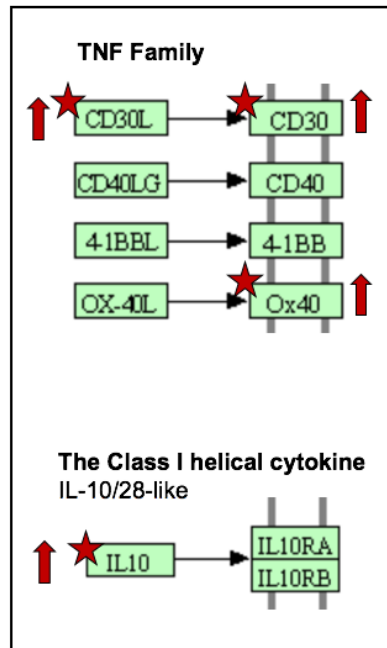 TNF Family
CD30L CD30
CD40LG CD40
4-1BBL 4-1BB
OX-40L Ox40
The Class I helical cytokine
IL-10/28-like
IL10 IL10RA
IL10RB